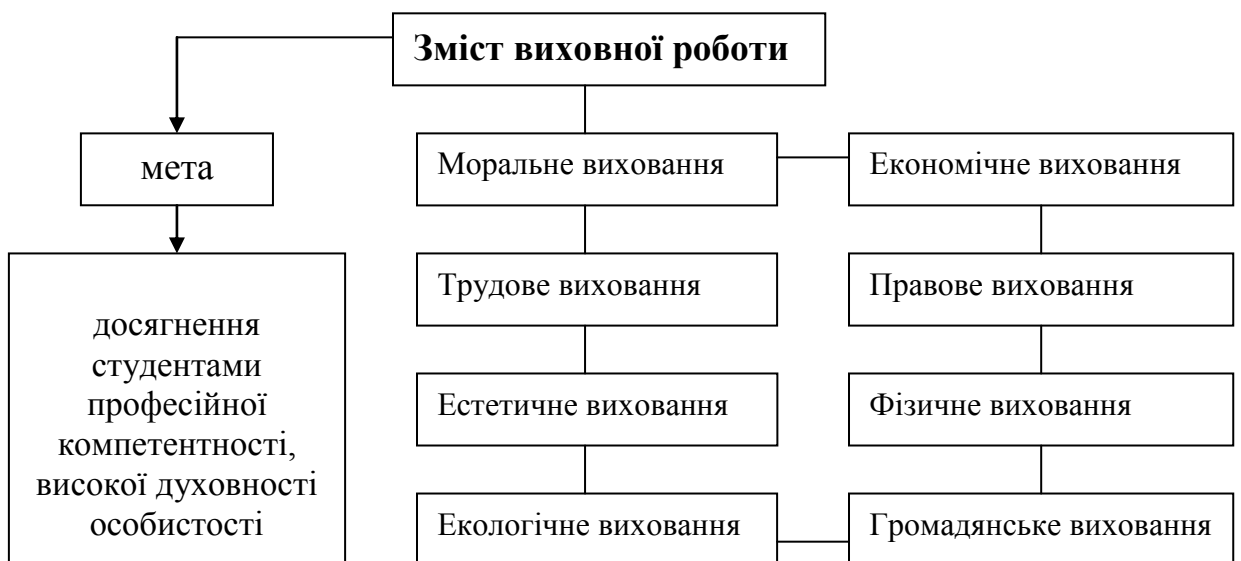 Зміст виховної роботи
мета
Моральне виховання
Економічне виховання
досягнення
студентами
професійної
компетентності,
високої духовності
особистості
Трудове виховання
Правове виховання
Естетичне виховання
Фізичне виховання
Екологічне виховання
Громадянське виховання